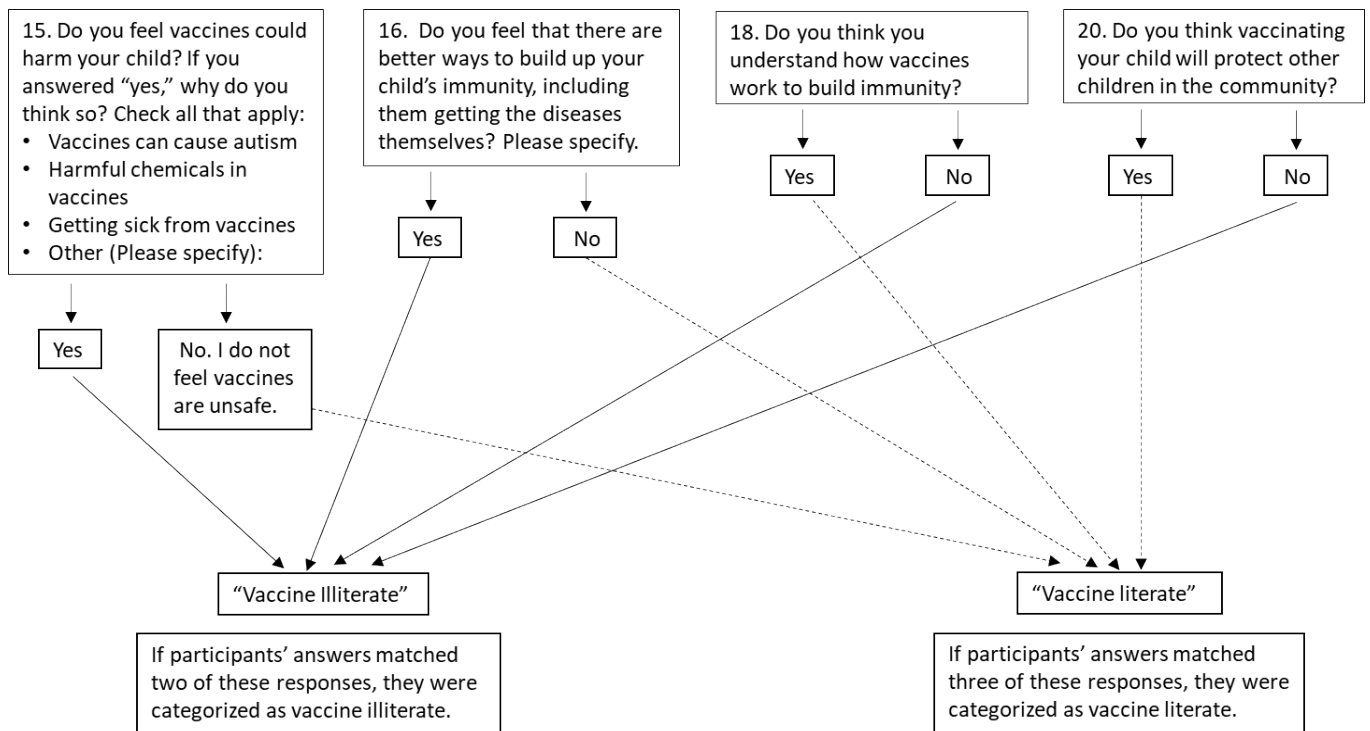 15. Do you feel vaccines could
harm your child? If you
answered “yes,” why do you
think so? Check all that apply:
• Vaccines can cause autism
• Harmful chemicals in
vaccines
• Getting sick from vaccines
• Other (Please specify):
16. Do you feel that there are
better ways to build up your
child’s immunity, including
them getting the diseases
themselves? Please specify.
18. Do you think you
understand how vaccines
work to build immunity?
20. Do you think vaccinating
your child will protect other
children in the community?
Yes
No. I do not
feel vaccines
are unsafe.
Yes
No
Yes
No
Yes
No
“Vaccine Illiterate”
“Vaccine literate”
If participants’ answers matched
two of these responses, they were
categorized as vaccine illiterate.
If participants’ answers matched
three of these responses, they were
categorized as vaccine literate.